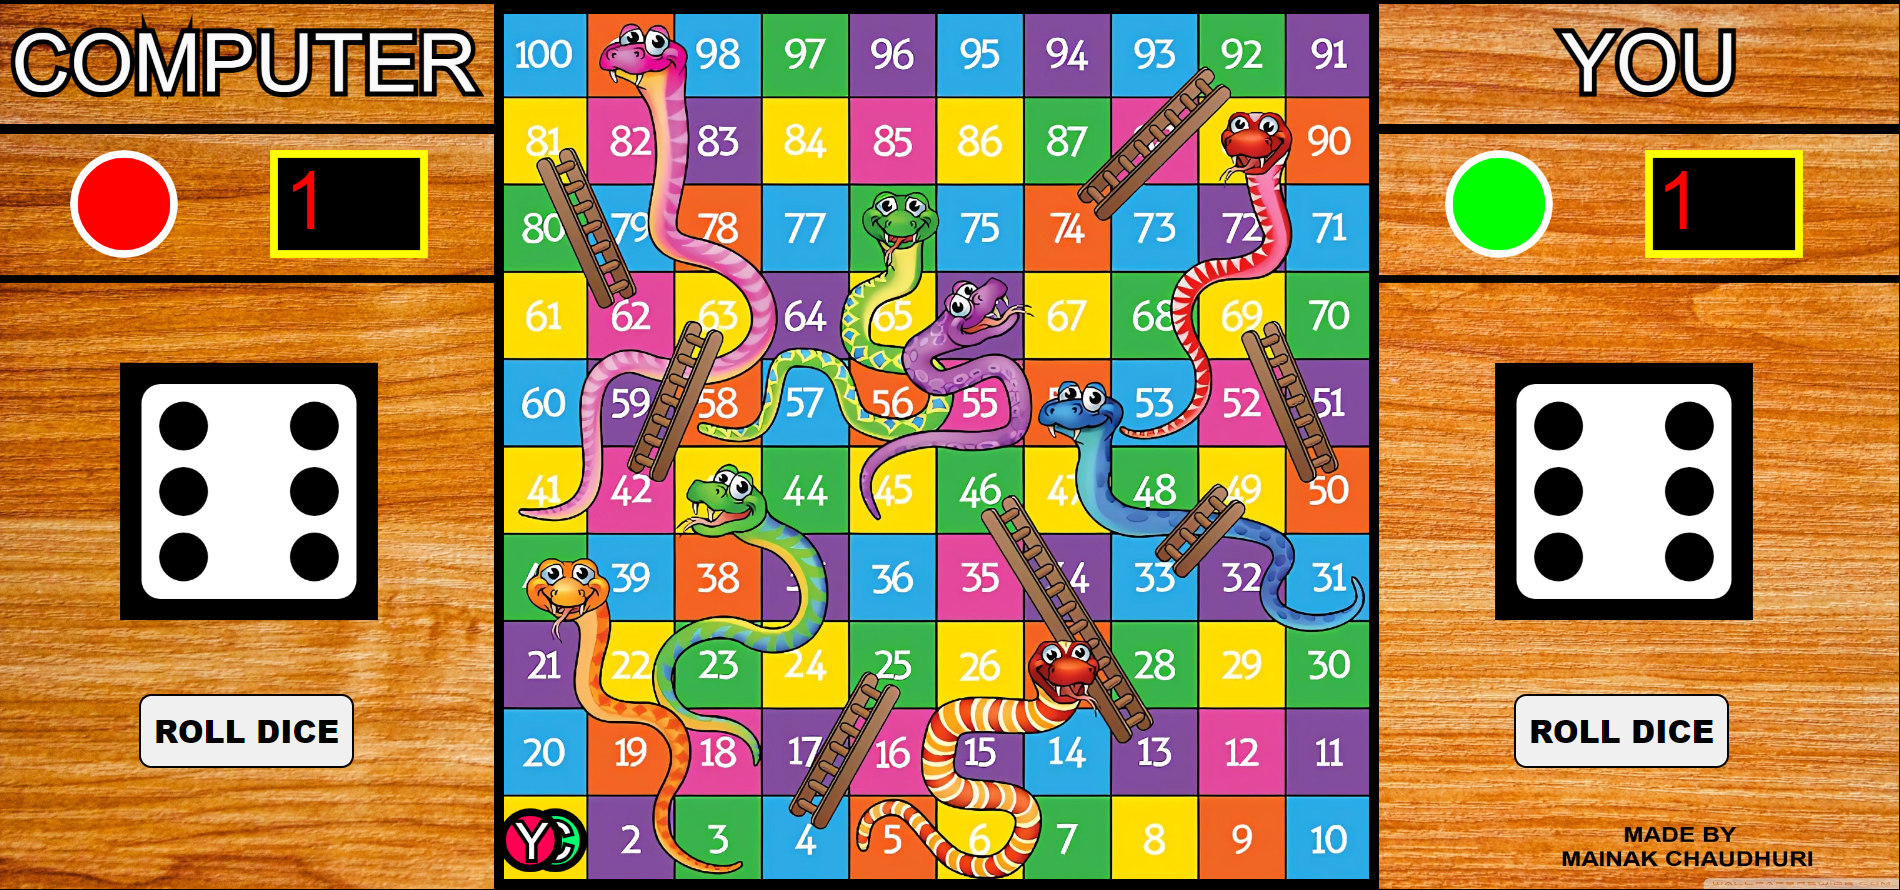 COMPUTER
YOU
1
1
100 98 97 96 95 94 93 92 91
81 82 83 84 85 86 87 90
80 79 78 77 75 74 73 72 71
61 62 63 64 65 67 68 69 70
60 59 58 57 56 55 53 52 51
41 42 44 45 46 47 48 49 50
39 38 36 35 33 32 31
21 22 23 24 25 26 28 29 30
20 19 18 17 16 15 14 13 12 11
Y C 2 3 4 5 6 7 8 9 10
ROLL DICE
ROLL DICE
MADE BY
MAINAK CHAUDHURI